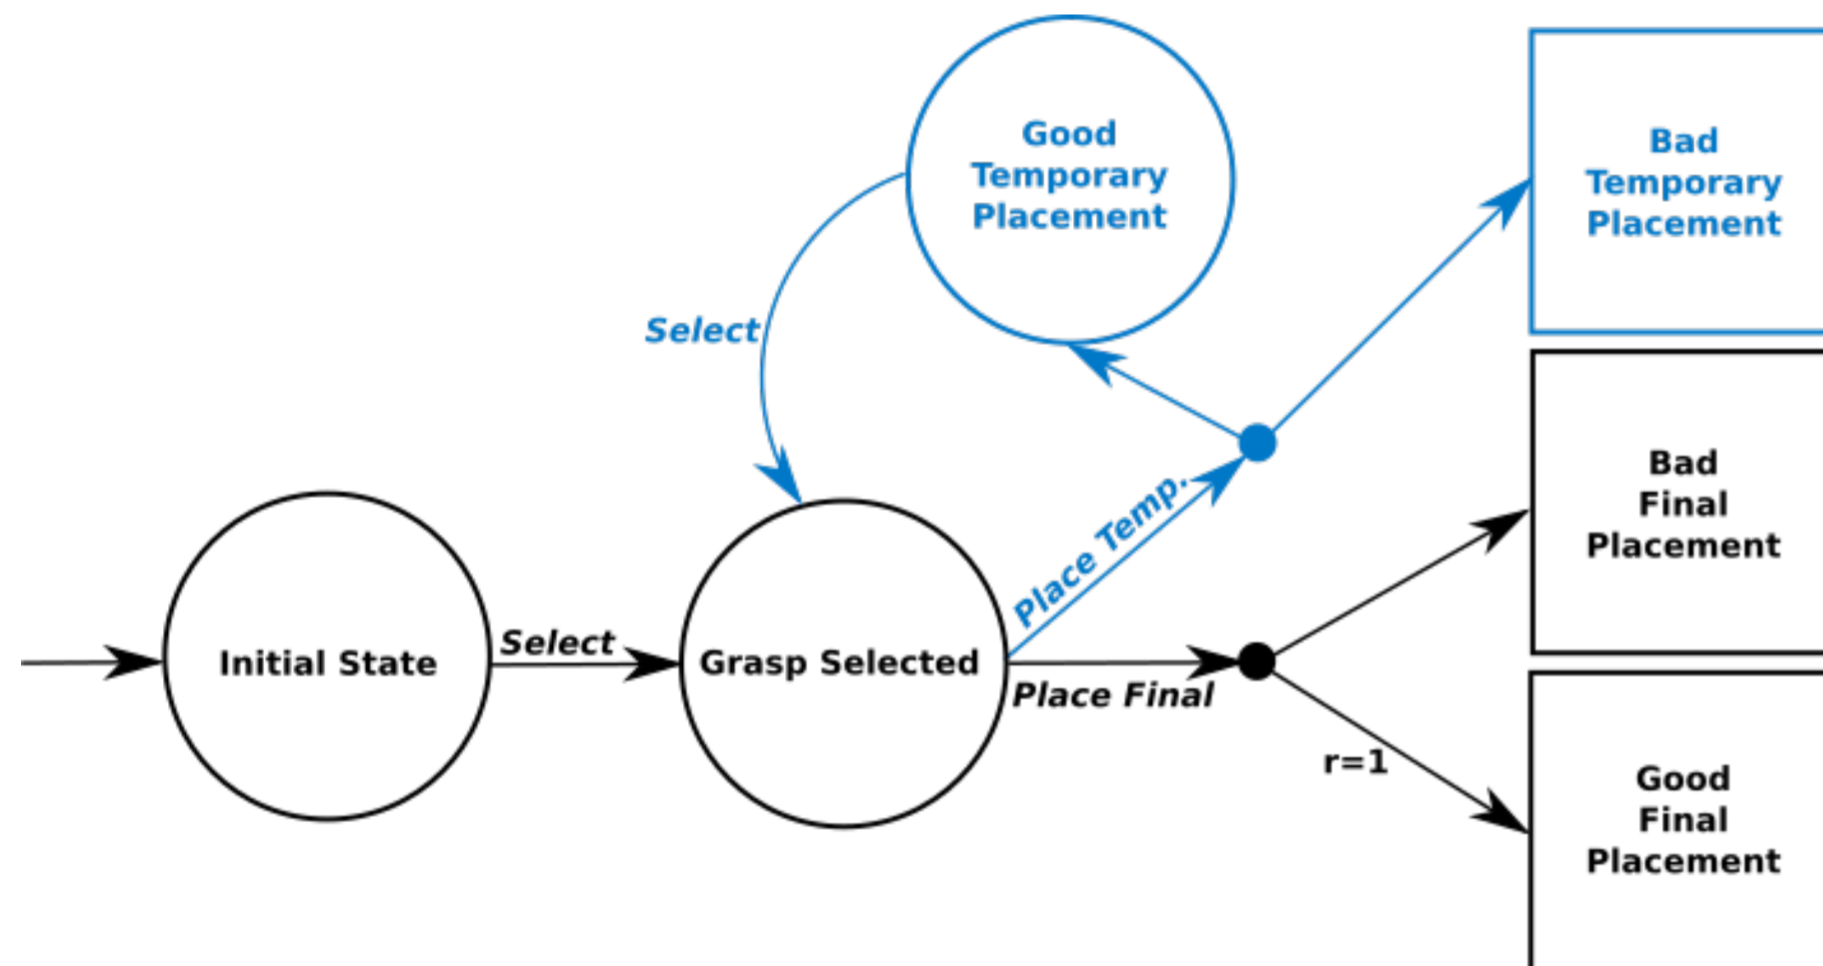 Good
Temporary
Placement
Bad
Temporary
Placement
Select
Place Temp.
Bad
Final
Placement
Initial State
Select
Grasp Selected
Place Final
r=1
Good
Final
Placement